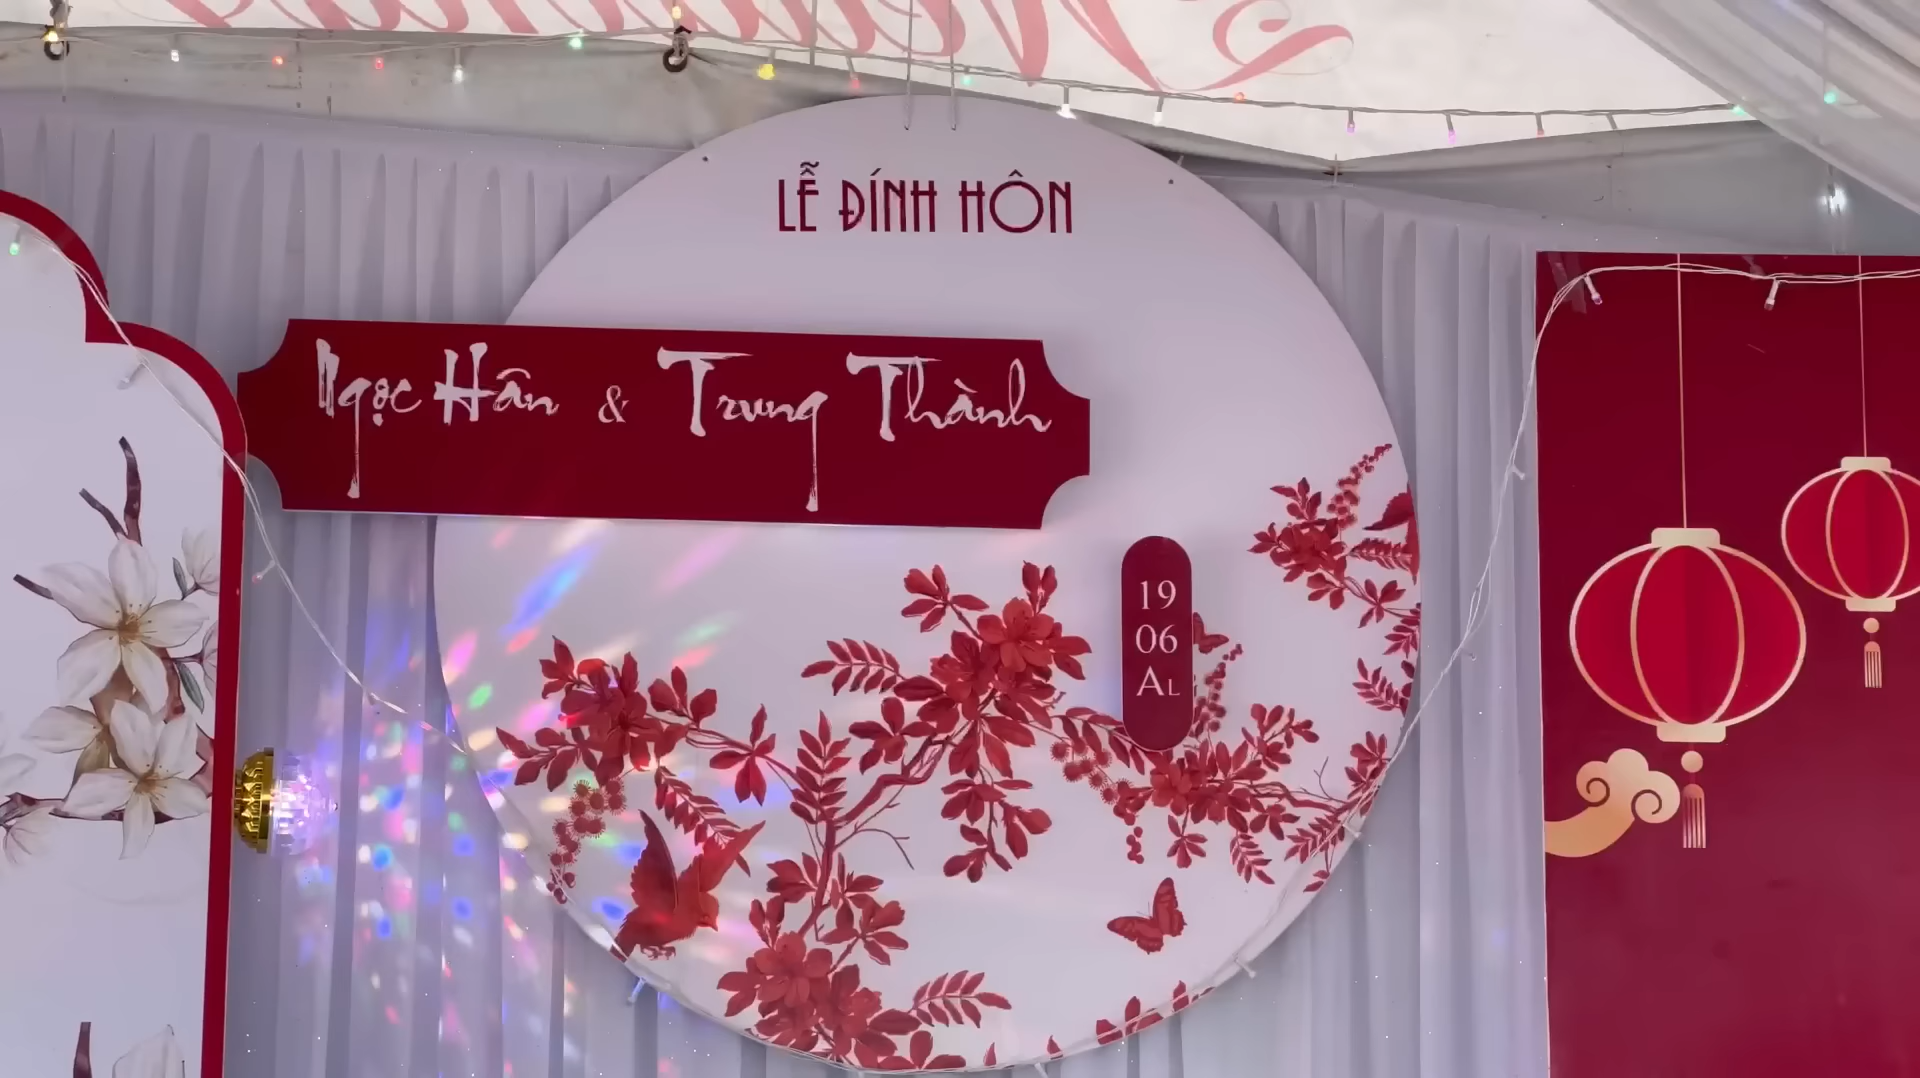 LỄ ĐÍNH HÔN
Ngọc Hân & Trung Thành
19
06
AL